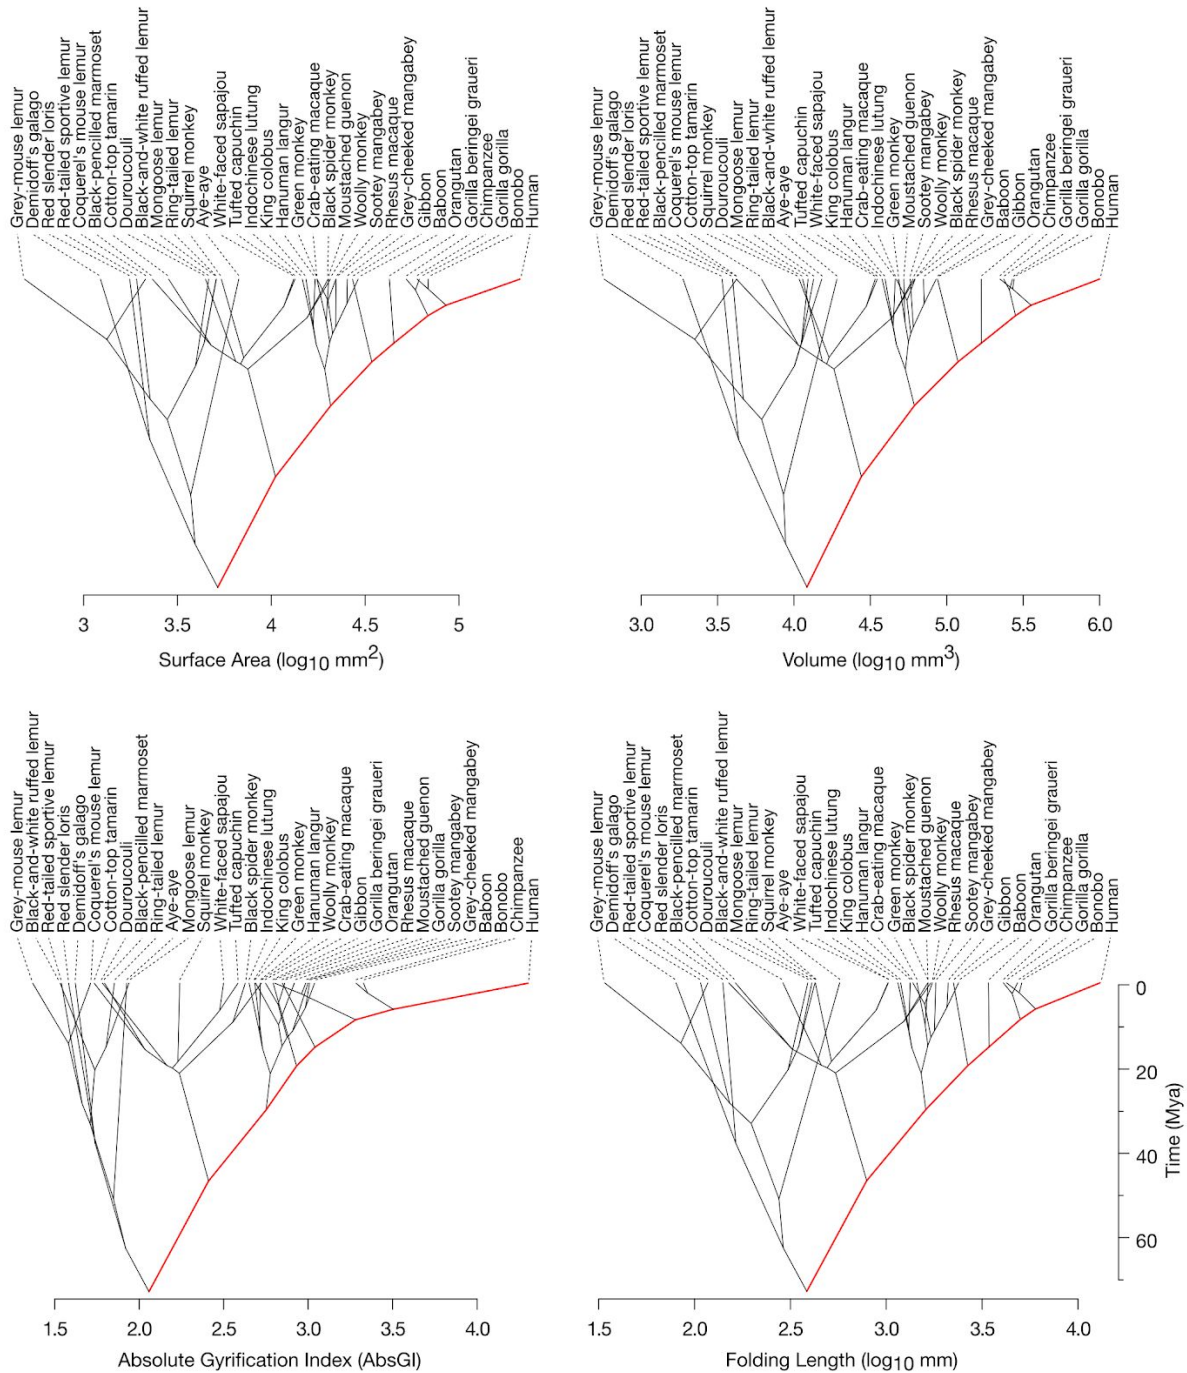 Grey-mouse lemur
Demidoff's galago
Red slender loris
Red-tailed sportive lemur
Coquerel's mouse lemur
Black-pencilled marmoset
Cotton-top tamarin
Douroucouli
Black-and-white ruffed lemur
Mongoose lemur
Ring-tailed lemur
Squirrel monkey
Aye-aye
White-faced sapajou
Tufted capuchin
Indochinese lutung
King colobus
Hanuman langur
Green monkey
Crab-eating macaque
Black spider monkey
Moustached guenon
Woolly monkey
Sootey mangabey
Rhesus macaque
Grey-cheeked mangabey
Gibbon
Baboon
Orangutan
Gorilla beringei graueri
Chimpanzee
Gorilla gorilla
Bonobo
Human
3 3.5 4 4.5 5
Surface Area (log10 mm2)
Grey-mouse lemur
Demidoff's galago
Red slender loris
Red-tailed sportive lemur
Black-pencilled marmoset
Coquerel's mouse lemur
Cotton-top tamarin
Squirrel monkey
Douroucouli
Mongoose lemur
Ring-tailed lemur
Black-and-white ruffed lemur
Aye-aye
Tufted capuchin
White-faced sapajou
King colobus
Hanuman langur
Crab-eating macaque
Indochinese lutung
Green monkey
Moustached guenon
Sootey mangabey
Woolly monkey
Black spider monkey
Rhesus macaque
Grey-cheeked mangabey
Baboon
Gibbon
Orangutan
Chimpanzee
Gorilla beringei graueri
Gorilla gorilla
Bonobo
Human
3.0 3.5 4.0 4.5 5.0 5.5 6.0
Volume (log10 mm3)
Grey-mouse lemur
Black-and-white ruffed lemur
Red-tailed sportive lemur
Red slender loris
Demidoff's galago
Coquerel's mouse lemur
Cotton-top tamarin
Douroucouli
Black-pencilled marmoset
Ring-tailed lemur
Aye-aye
Mongoose lemur
Squirrel monkey
White-faced sapajou
Tufted capuchin
Black spider monkey
Indochinese lutung
King colobus
Green monkey
Hanuman langur
Woolly monkey
Crab-eating macaque
Gibbon
Gorilla beringei graueri
Orangutan
Rhesus macaque
Moustached guenon
Gorilla gorilla
Sootey mangabey
Grey-cheeked mangabey
Baboon
Bonobo
Chimpanzee
Human
1.5 2.0 2.5 3.0 3.5 4.0
Absolute Gyrification Index (AbsGI)
Grey-mouse lemur
Demidoff's galago
Red-tailed sportive lemur
Coquerel's mouse lemur
Red slender loris
Black-pencilled marmoset
Cotton-top tamarin
Douroucouli
Black-and-white ruffed lemur
Mongoose lemur
Ring-tailed lemur
Squirrel monkey
Aye-aye
White-faced sapajou
Tufted capuchin
Indochinese lutung
King colobus
Hanuman langur
Crab-eating macaque
Green monkey
Black spider monkey
Moustached guenon
Woolly monkey
Rhesus macaque
Sootey mangabey
Grey-cheeked mangabey
Gibbon
Baboon
Orangutan
Gorilla beringei graueri
Chimpanzee
Gorilla gorilla
Bonobo
Human
1.5 2.0 2.5 3.0 3.5 4.0
Folding Length (log10 mm)
0
20
40
60
Time (Mya)